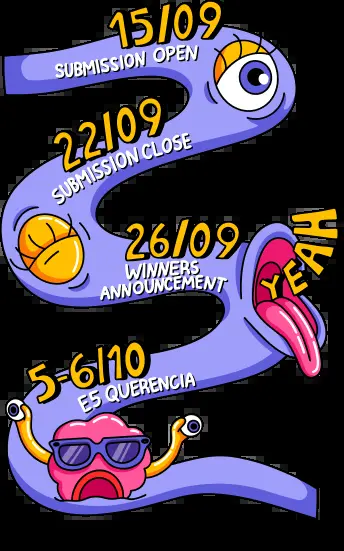 15/09
SUBMISSION OPEN
22/09
SUBMISSION CLOSE
26/09
WINNERS
ANNOUNCEMENT
YEAH
5-6/10
E5 QUERENCIA